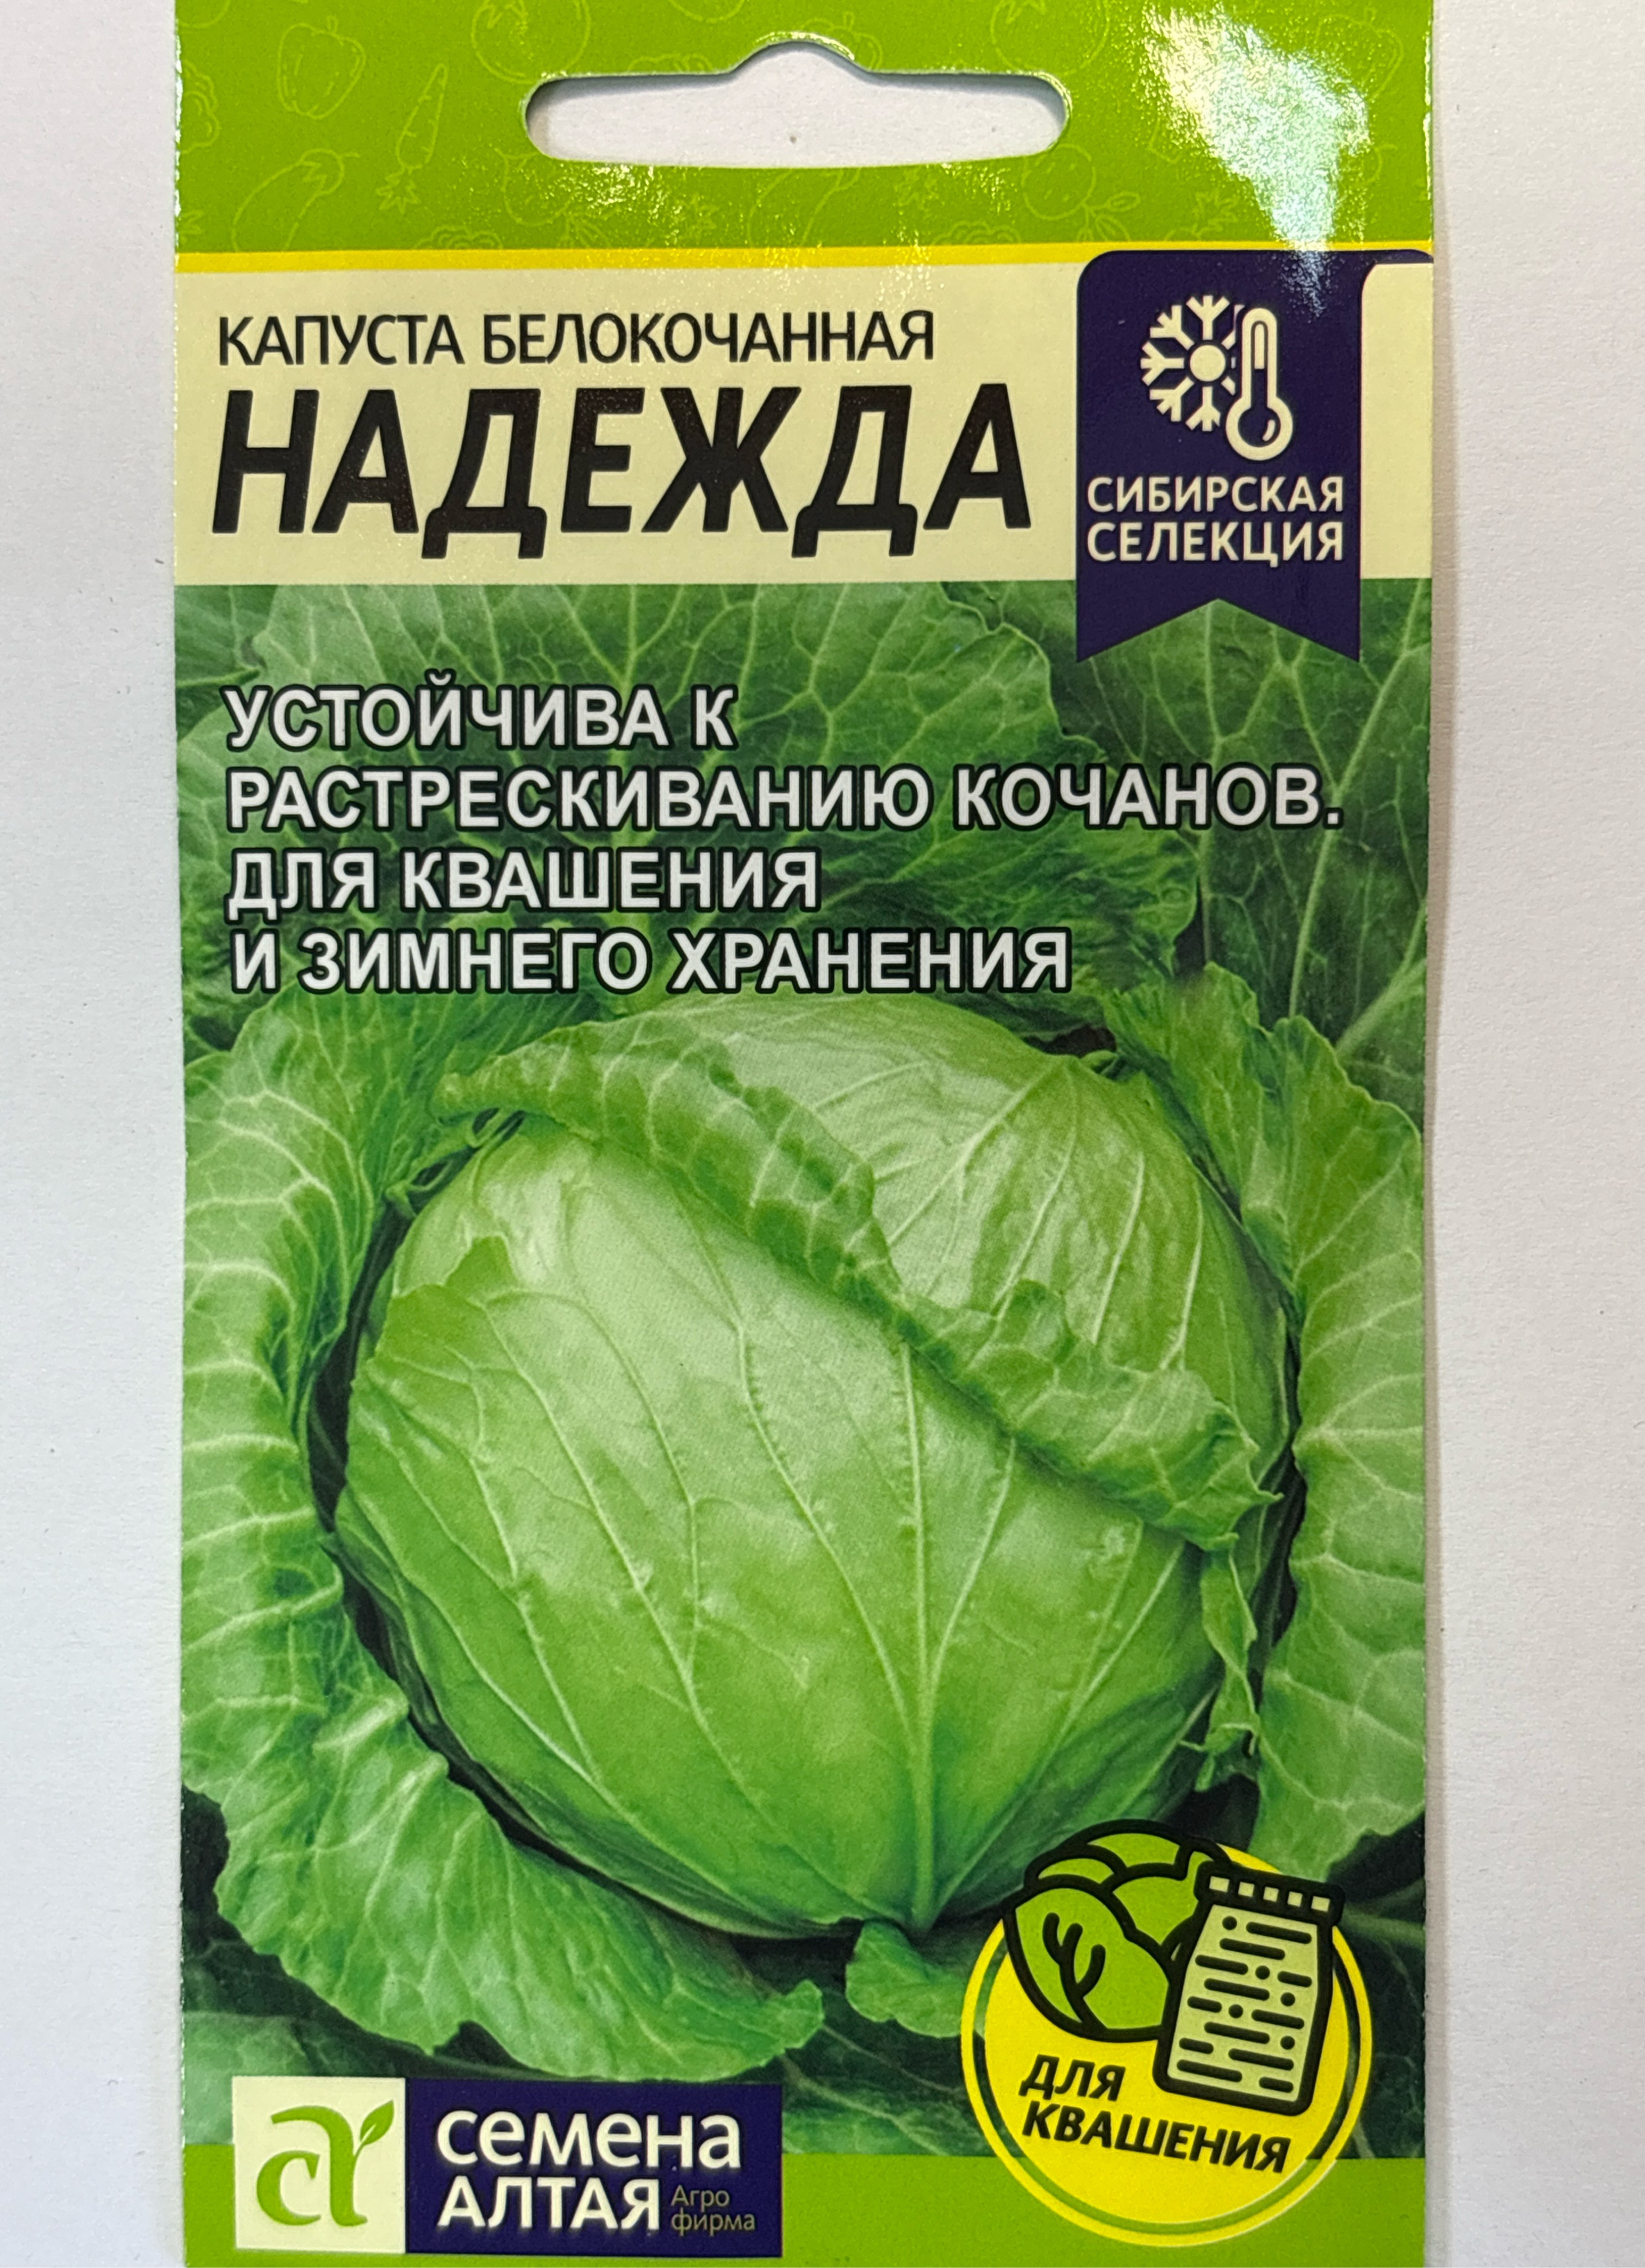 КАПУСТА БЕЛОКОЧАННАЯ
НАДЕЖДА
СИБИРСКАЯ
СЕЛЕКЦИЯ
УСТОЙЧИВА К
РАСТРЕСКИВАНИЮ КОЧАНОВ.
ДЛЯ КВАШЕНИЯ
И ЗИМНЕГО ХРАНЕНИЯ
ДЛЯ
КВАШЕНИЯ
семена
АЛТАЯ
Агро
фирма